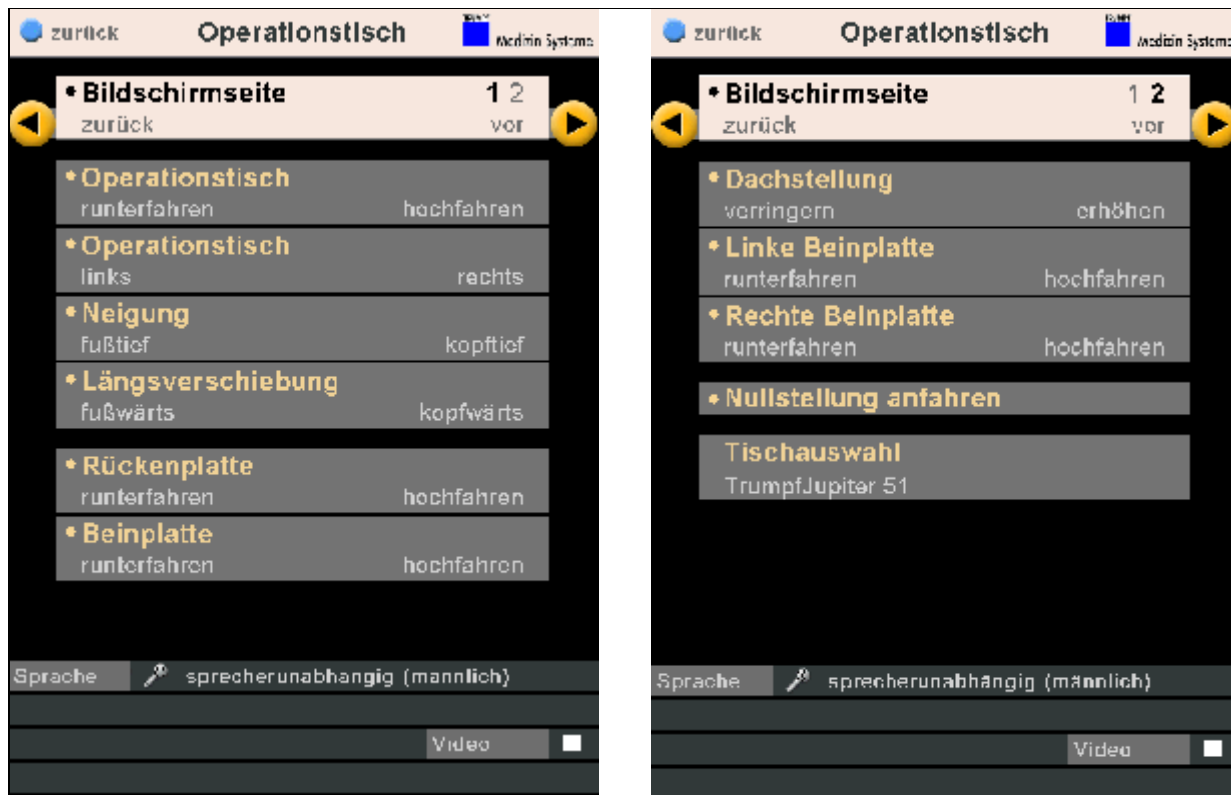 zurück Operationstisch Medizin Systeme
• Bildschirmseite 1 2
zurück vor
• Operationstisch
runterfahren hochfahren
• Operationstisch
links rechts
• Neigung
fußtief kopftief
• Längsverschiebung
fußwärts kopfwärts
• Rückenplatte
runterfahren hochfahren
• Beinplatte
runterfahren hochfahren
Sprache sprecherunabhangig (mannlich)
Video
zurück Operationstisch Medizin Systeme
• Bildschirmseite 1 2
zurück vor
• Dachstellung
verringern erhöhen
• Linke Beinplatte
runterfahren hochfahren
• Rechte Beinplatte
runterfahren hochfahren
• Nullstellung anfahren
Tischauswahl
TrumpfJupiter 51
Sprache sprecherunabhängig (männlich)
Video